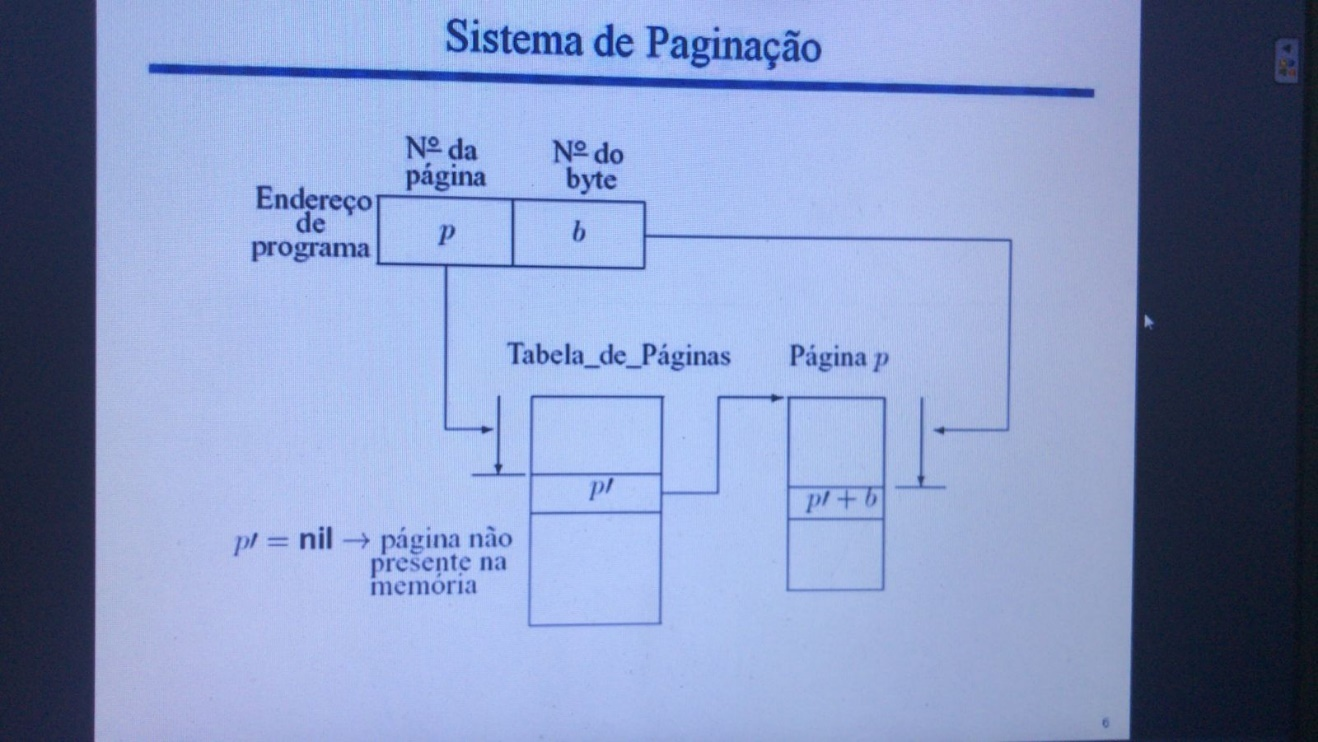 Sistema de Paginação
Nº da
página
Nº do
byte
Endereço
de
programa
p
b
Tabela_de_Páginas
Página p
p′
p′ + b
p′ = nil → página não
presente na
memória
6